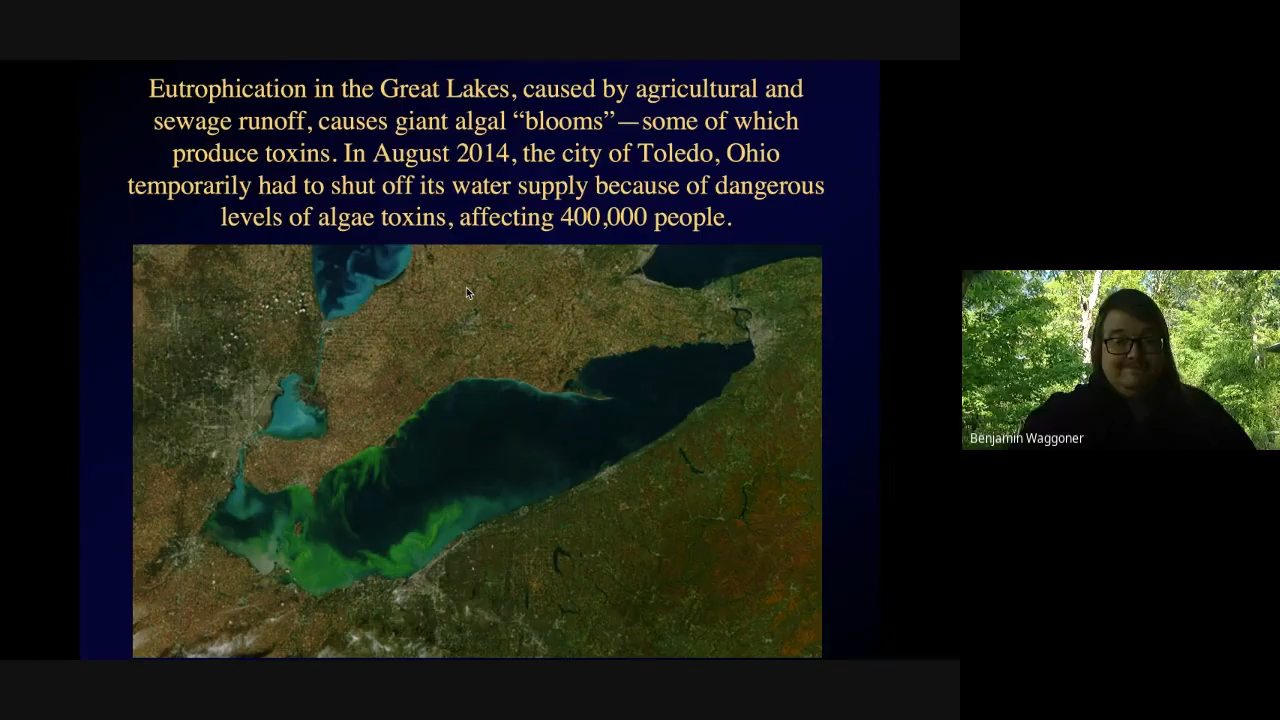 Eutrophication in the Great Lakes, caused by agricultural and
sewage runoff, causes giant algal “blooms”—some of which
produce toxins. In August 2014, the city of Toledo, Ohio
temporarily had to shut off its water supply because of dangerous
levels of algae toxins, affecting 400,000 people.
Benjamin Waggoner